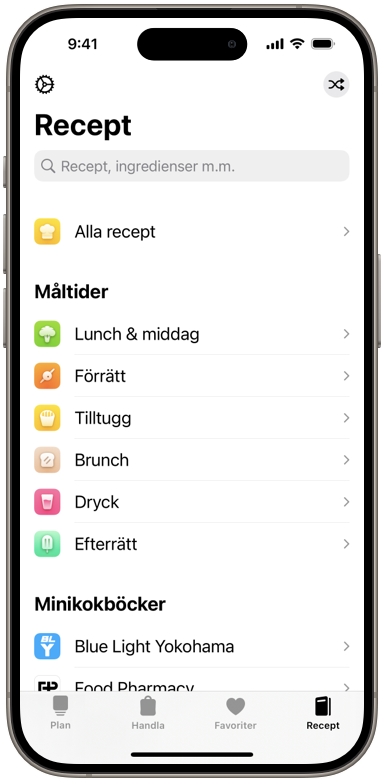 9:41
Recept
Recept, ingredienser m.m.
Alla recept
Måltider
Lunch & middag
Förrätt
Tilltugg
Brunch
Dryck
Efterrätt
Minikokböcker
BL
Y
Blue Light Yokohama
Food Pharmacy
Plan
Handla
Favoriter
Recept